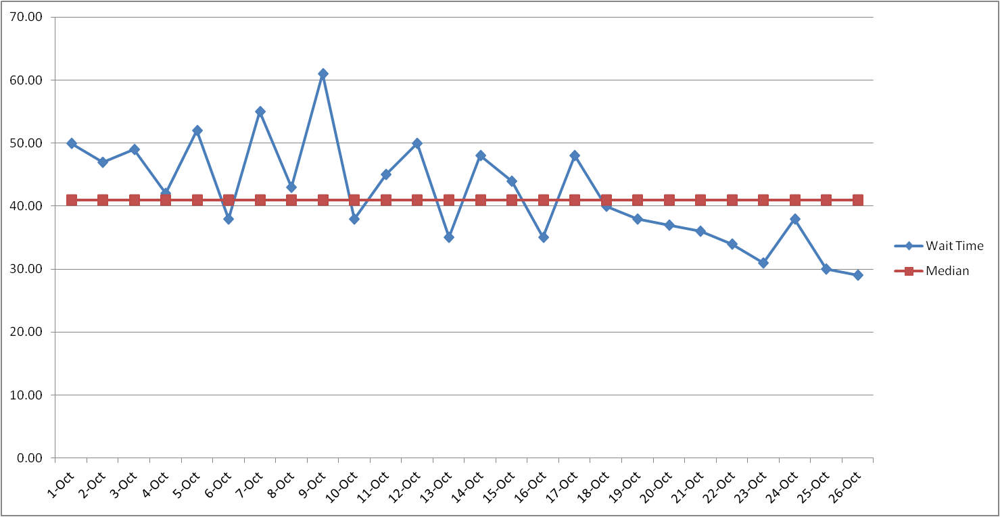 70.00
60.00
50.00
40.00
30.00
20.00
10.00
0.00
1-Oct
2-Oct
3-Oct
4-Oct
5-Oct
6-Oct
7-Oct
8-Oct
9-Oct
10-Oct
11-Oct
12-Oct
13-Oct
14-Oct
15-Oct
16-Oct
17-Oct
18-Oct
19-Oct
20-Oct
21-Oct
22-Oct
23-Oct
24-Oct
25-Oct
26-Oct
Wait Time
Median